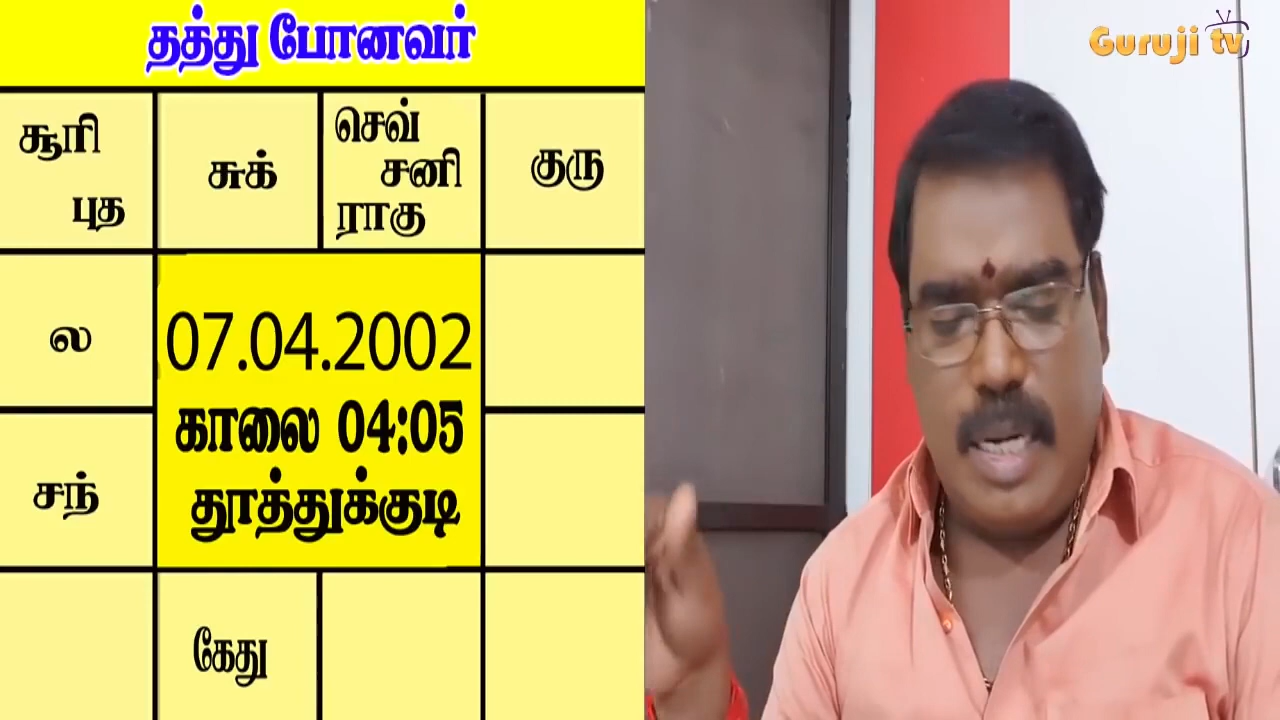 தத்து போனவர்
Guruji tv
சூரி
புத
சுக்
செவ்
சனி
ராகு
குரு
ல
07.04.2002
காலை 04:05
தூத்துக்குடி
சந்
கேது